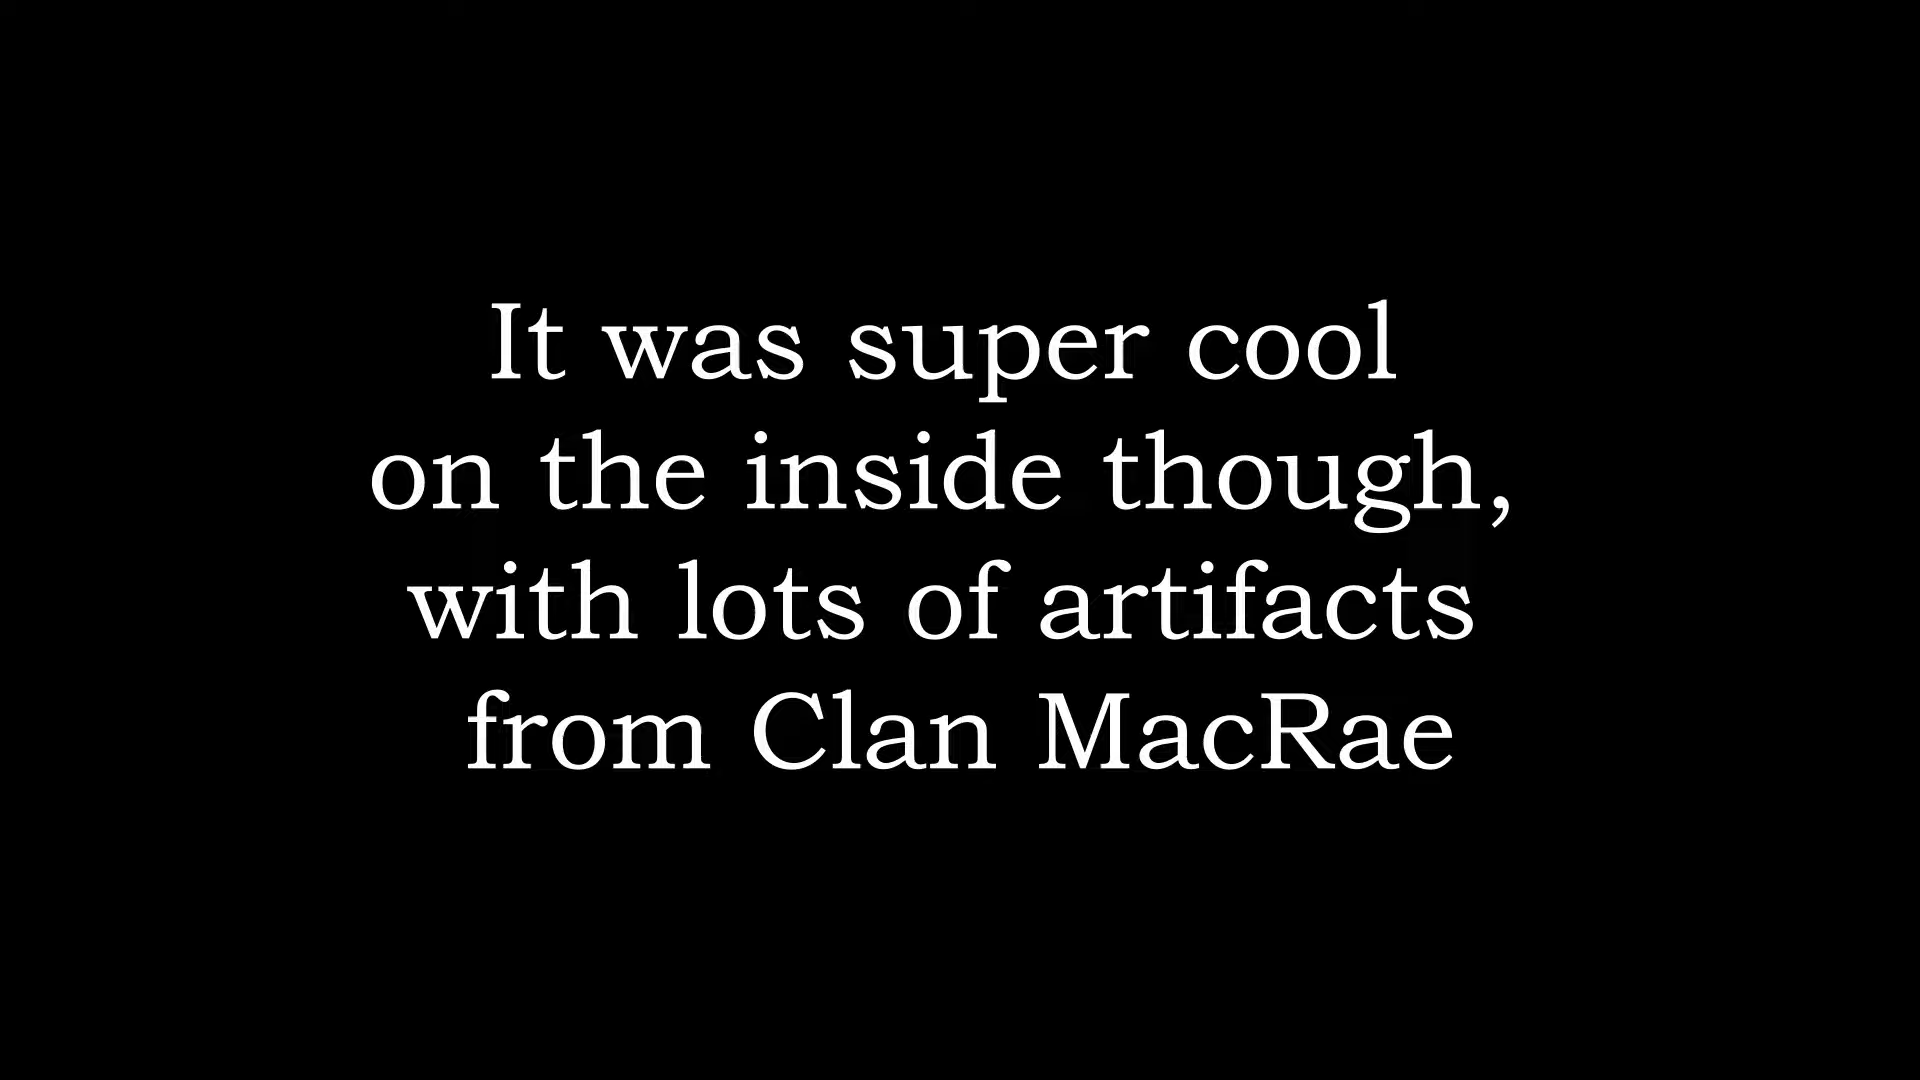 It was super cool
on the inside though,
with lots of artifacts
from Clan MacRae